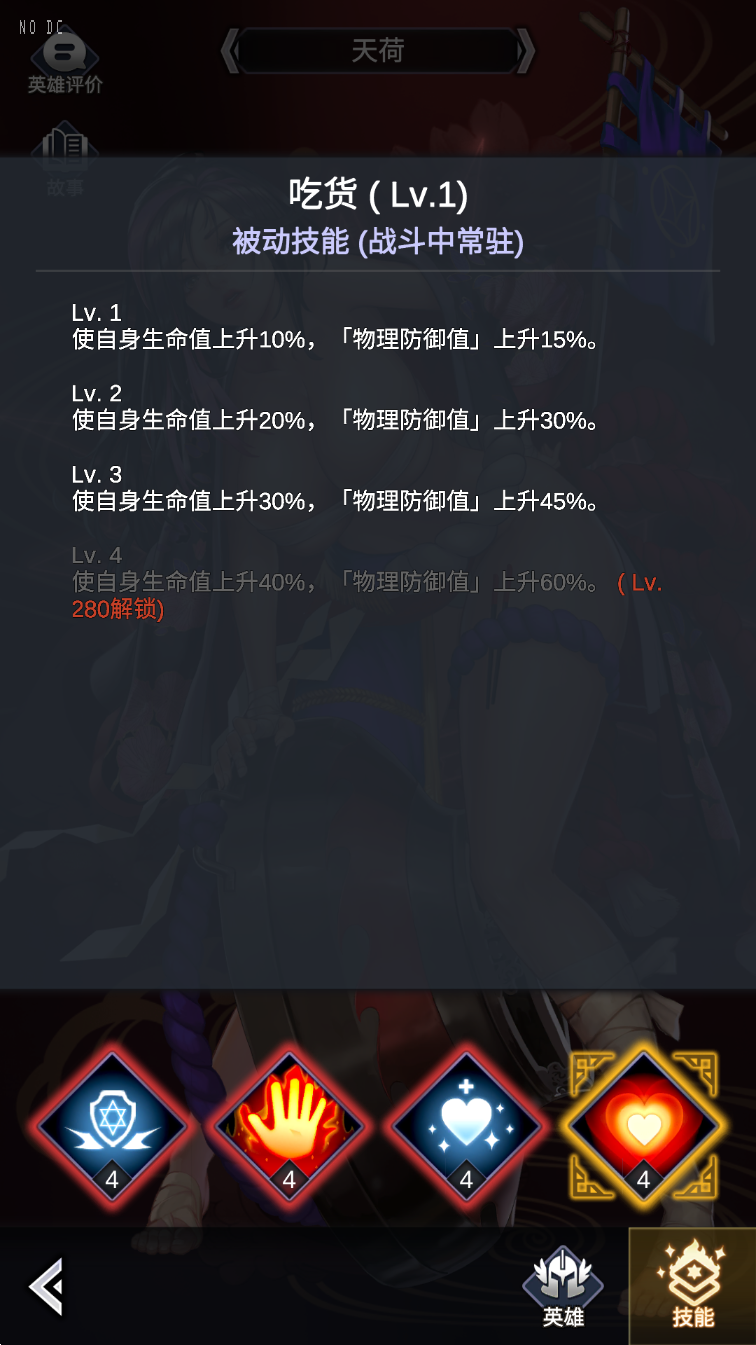 NO DC
天荷
英雄评价
故事
吃货 ( Lv.1)
被动技能 (战斗中常驻)
Lv. 1
使自身生命值上升10%，「物理防御值」上升15%。
Lv. 2
使自身生命值上升20%，「物理防御值」上升30%。
Lv. 3
使自身生命值上升30%，「物理防御值」上升45%。
Lv. 4
使自身生命值上升40%，「物理防御值」上升60%。 ( Lv.
280解锁)
4
4
4
4
英雄
技能